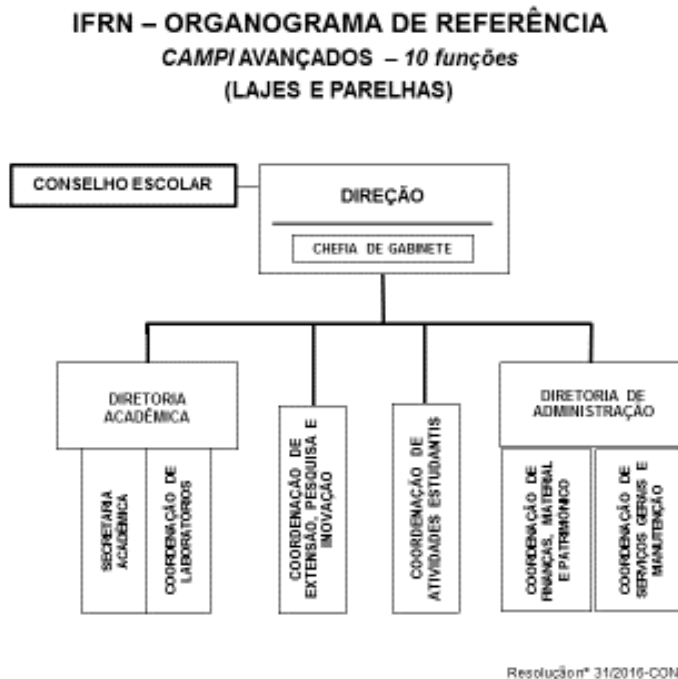 IFRN – ORGANOGRAMA DE REFERÊNCIA
CAMPI AVANÇADOS – 10 funções
(LAJES E PARELHAS)
CONSELHO ESCOLAR
DIREÇÃO
CHEFIA DE GABINETE
DIRETORIA
ACADÊMICA
SECRETARIA
ACADÊMICA
COORDENAÇÃO DE
LABORATÓRIOS
COORDENAÇÃO DE
EXTENSÃO, PESQUISA E
INOVAÇÃO
COORDENAÇÃO DE
ATIVIDADES ESTUDANTIS
DIRETORIA DE
ADMINISTRAÇÃO
COORDENAÇÃO DE
FINANÇAS, MATERIAL
E PATRIMÔNICO
COORDENAÇÃO DE
SERVIÇOS GERAIS E
MANUTENÇÃO
Resolução nº 31/2016-CON